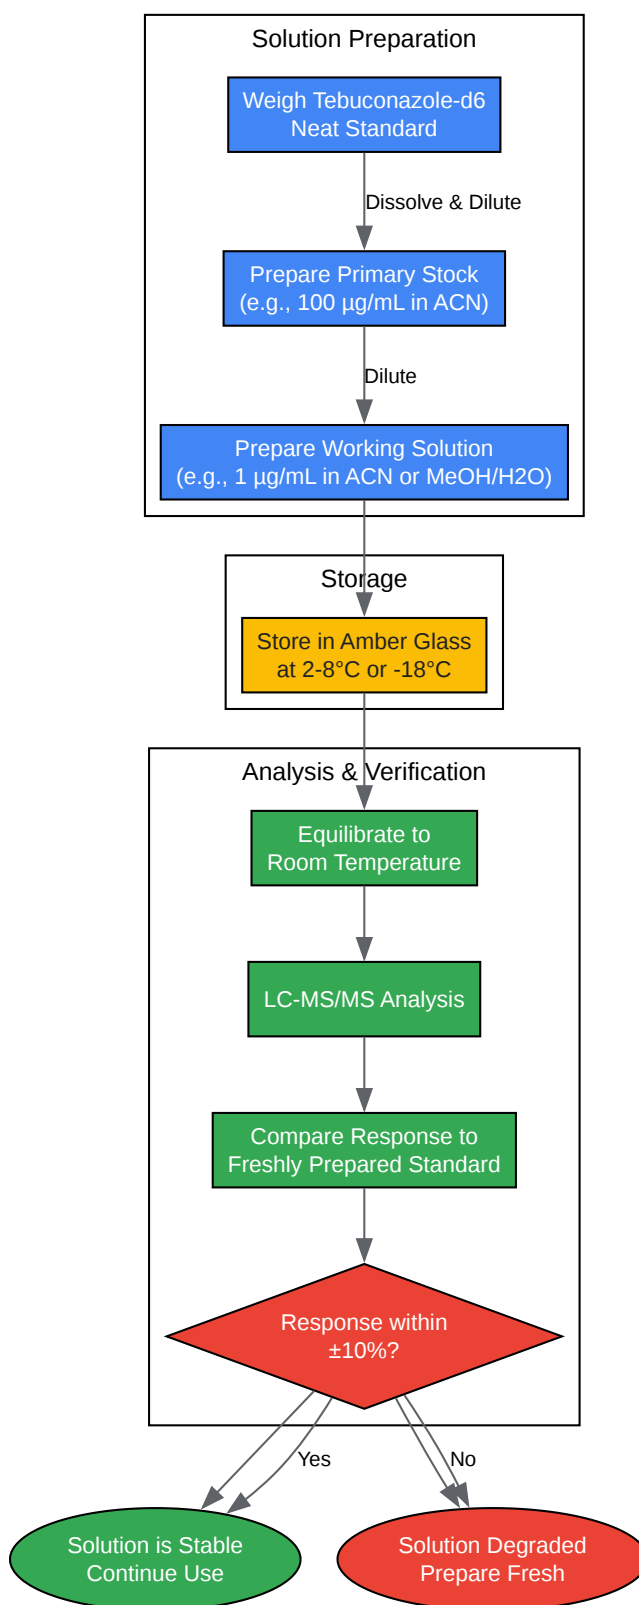 Solution Preparation
Weigh Tebuconazole-d6
Neat Standard
Dissolve & Dilute
Prepare Primary Stock
(e.g., 100 µg/mL in ACN)
Dilute
Prepare Working Solution
(e.g., 1 µg/mL in ACN or MeOH/H2O)
Storage
Store in Amber Glass
at 2-8°C or -18°C
Analysis & Verification
Equilibrate to
Room Temperature
LC-MS/MS Analysis
Compare Response to
Freshly Prepared Standard
Response within
±10%?
Yes
No
Solution is Stable
Continue Use
Solution Degraded
Prepare Fresh